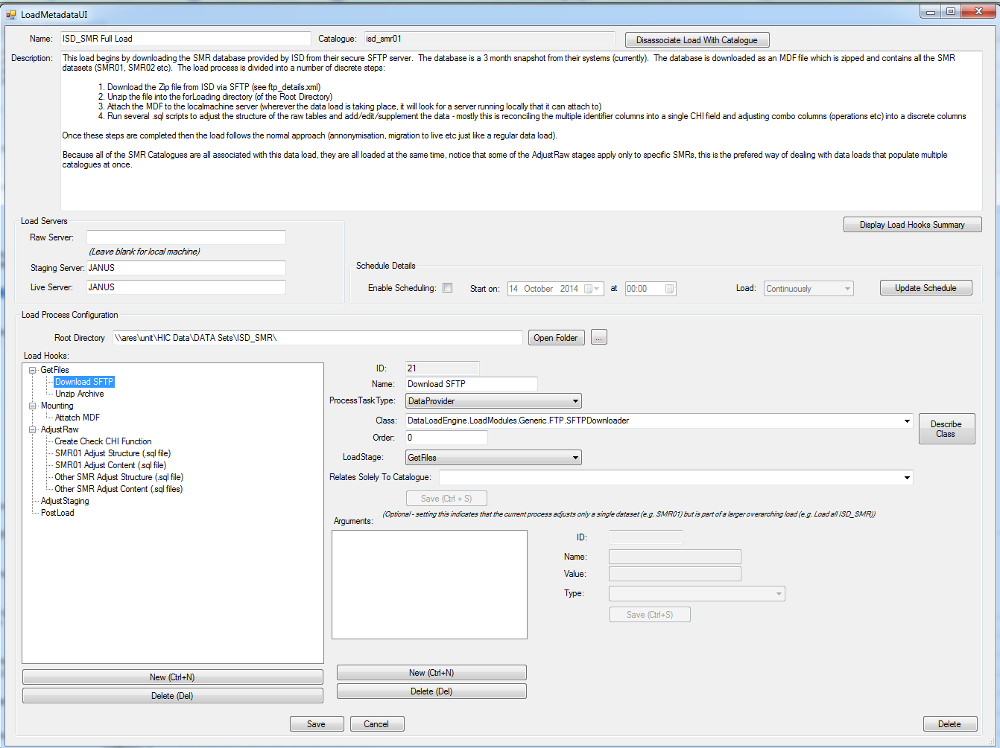 LoadMetadataUI
Name: ISD_SMR Full Load Catalogue: isd_smr01 Disassociate Load With Catalogue
Description: This load begins by downloading the SMR database provided by ISD from their secure SFTP server. The database is a 3 month snapshot from their systems (currently). The database is downloaded as an MDF file which is zipped and contains all the SMR
datasets (SMR01, SMR02 etc). The load process is divided into a number of discrete steps:
1. Download the Zip file from ISD via SFTP (see ftp_details.xml)
2. Unzip the file into the forLoading directory (of the Root Directory)
3. Attach the MDF to the localmachine server (wherever the data load is taking place, it will look for a server running locally that it can attach to)
4. Run several .sql scripts to adjust the structure of the raw tables and add/edit/supplement the data - mostly this is reconciling the multiple identifier columns into a single CHI field and adjusting combo columns (operations etc) into a discrete columns
Once these steps are completed then the load follows the normal approach (annonymisation, migration to live etc just like a regular data load).
Because all of the SMR Catalogues are all associated with this data load, they are all loaded at the same time, notice that some of the AdjustRaw stages apply only to specific SMRs, this is the prefered way of dealing with data loads that populate multiple
catalogues at once.
Load Servers
Display Load Hooks Summary
Raw Server:
(Leave blank for local machine)
Staging Server: JANUS
Live Server: JANUS
Schedule Details
Enable Scheduling: Start on: 14 October 2014 at 00:00 Load: Continuously Update Schedule
Load Process Configuration
Root Directory \\ares\unit\HIC Data\DATA Sets\ISD_SMR\ Open Folder ...
Load Hooks:
GetFiles
Download SFTP
Unzip Archive
Mounting
Attatch MDF
AdjustRaw
Create Check CHI Function
SMR01 Adjust Structure (.sql file)
SMR01 Adjust Content (.sql file)
Other SMR Adjust Structure (.sql file)
Other SMR Adjust Content (.sql files)
AdjustStaging
PostLoad
New (Ctrl+N)
Delete (Del)
ID: 21
Name: Download SFTP
ProcessTaskType: DataProvider
Class: DataLoadEngine.LoadModules.Generic.FTP.SFTPDownloader
Describe
Class
Order: 0
LoadStage: GetFiles
Relates Solely To Catalogue:
Save (Ctrl + S)
(Optional - setting this indicates that the current process adjusts only a single dataset (e.g. SMR01) but is part of a larger overarching load (e.g. Load all ISD_SMR))
Arguments:
ID:
Name:
Value:
Type:
Save (Ctrl+S)
New (Ctrl+N)
Delete (Del)
Save Cancel Delete